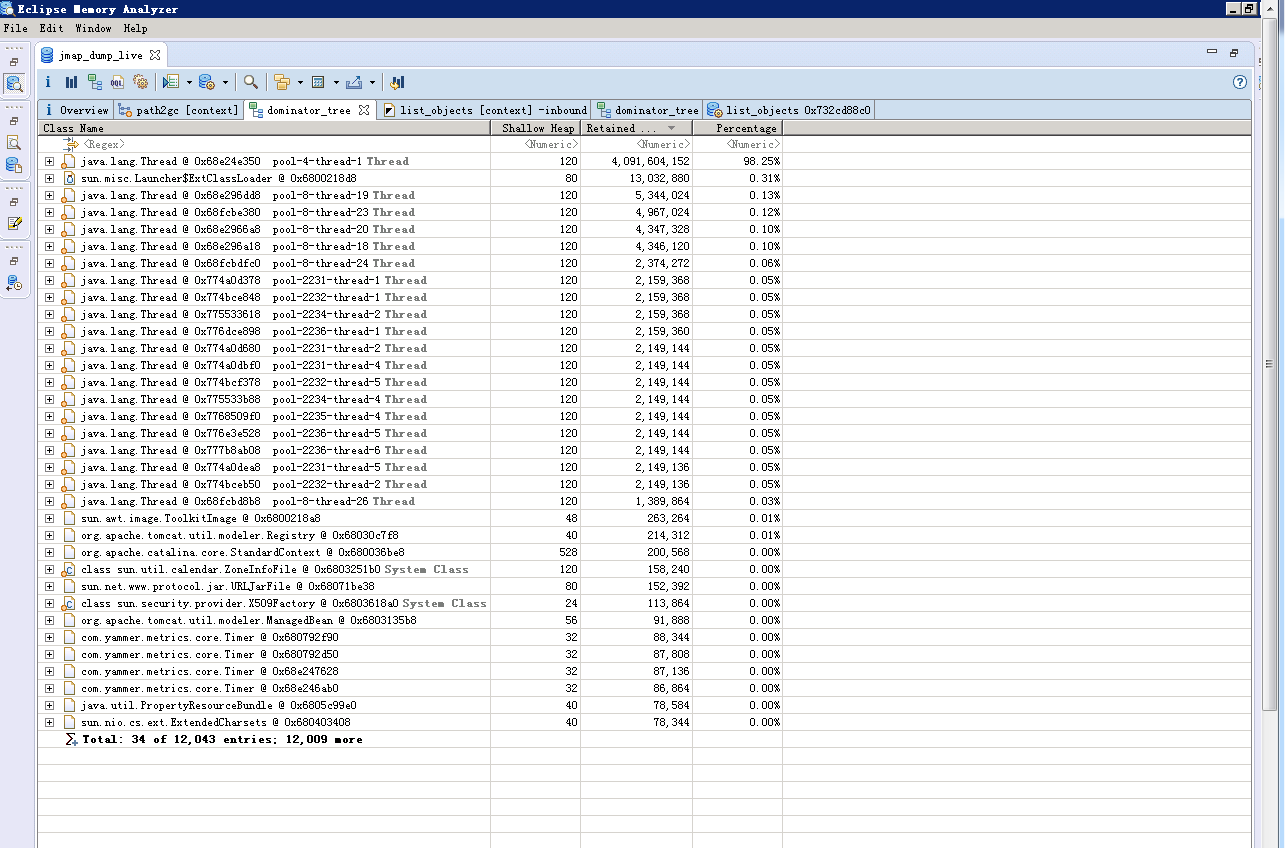 Eclipse Memory Analyzer
File Edit Window Help
jmap_dump_live
i OQL
i Overview path2gc [context] dominator_tree list_objects [context] -inbound dominator_tree list_objects 0x732cd88c0
Class Name Shallow Heap Retained ... Percentage
<Regex> <Numeric> <Numeric> <Numeric>
java.lang.Thread @ 0x68e24e350 pool-4-thread-1 Thread 120 4,091,604,152 98.25%
sun.misc.Launcher$ExtClassLoader @ 0x6800218d8 80 13,032,880 0.31%
java.lang.Thread @ 0x68e296dd8 pool-8-thread-19 Thread 120 5,344,024 0.13%
java.lang.Thread @ 0x68fcbe380 pool-8-thread-23 Thread 120 4,967,024 0.12%
java.lang.Thread @ 0x68e2966a8 pool-8-thread-20 Thread 120 4,347,328 0.10%
java.lang.Thread @ 0x68e296a18 pool-8-thread-18 Thread 120 4,346,120 0.10%
java.lang.Thread @ 0x68fcbdfc0 pool-8-thread-24 Thread 120 2,374,272 0.06%
java.lang.Thread @ 0x774a0d378 pool-2231-thread-1 Thread 120 2,159,368 0.05%
java.lang.Thread @ 0x774bce848 pool-2232-thread-1 Thread 120 2,159,368 0.05%
java.lang.Thread @ 0x775533618 pool-2234-thread-2 Thread 120 2,159,368 0.05%
java.lang.Thread @ 0x776dce898 pool-2236-thread-1 Thread 120 2,159,360 0.05%
java.lang.Thread @ 0x774a0d680 pool-2231-thread-2 Thread 120 2,149,144 0.05%
java.lang.Thread @ 0x774a0dbf0 pool-2231-thread-4 Thread 120 2,149,144 0.05%
java.lang.Thread @ 0x774bcf378 pool-2232-thread-5 Thread 120 2,149,144 0.05%
java.lang.Thread @ 0x775533b88 pool-2234-thread-4 Thread 120 2,149,144 0.05%
java.lang.Thread @ 0x7768509f0 pool-2235-thread-4 Thread 120 2,149,144 0.05%
java.lang.Thread @ 0x776e3e528 pool-2236-thread-5 Thread 120 2,149,144 0.05%
java.lang.Thread @ 0x777b8ab08 pool-2236-thread-6 Thread 120 2,149,144 0.05%
java.lang.Thread @ 0x774a0dea8 pool-2231-thread-5 Thread 120 2,149,136 0.05%
java.lang.Thread @ 0x774bceb50 pool-2232-thread-2 Thread 120 2,149,136 0.05%
java.lang.Thread @ 0x68fcbd8b8 pool-8-thread-26 Thread 120 1,389,864 0.03%
sun.awt.image.ToolkitImage @ 0x6800218a8 48 263,264 0.01%
org.apache.tomcat.util.modeler.Registry @ 0x68030c7f8 40 214,312 0.01%
org.apache.catalina.core.StandardContext @ 0x680036be8 528 200,568 0.00%
class sun.util.calendar.ZoneInfoFile @ 0x6803251b0 System Class 120 158,240 0.00%
sun.net.www.protocol.jar.URLJarFile @ 0x68071be38 80 152,392 0.00%
class sun.security.provider.X509Factory @ 0x6803618a0 System Class 24 113,864 0.00%
org.apache.tomcat.util.modeler.ManagedBean @ 0x6803135b8 56 91,888 0.00%
com.yammer.metrics.core.Timer @ 0x680792f90 32 88,344 0.00%
com.yammer.metrics.core.Timer @ 0x680792d50 32 87,808 0.00%
com.yammer.metrics.core.Timer @ 0x68e247628 32 87,136 0.00%
com.yammer.metrics.core.Timer @ 0x68e246ab0 32 86,864 0.00%
java.util.PropertyResourceBundle @ 0x6805c99e0 40 78,584 0.00%
sun.nio.cs.ext.ExtendedCharsets @ 0x680403408 40 78,344 0.00%
Total: 34 of 12,043 entries; 12,009 more